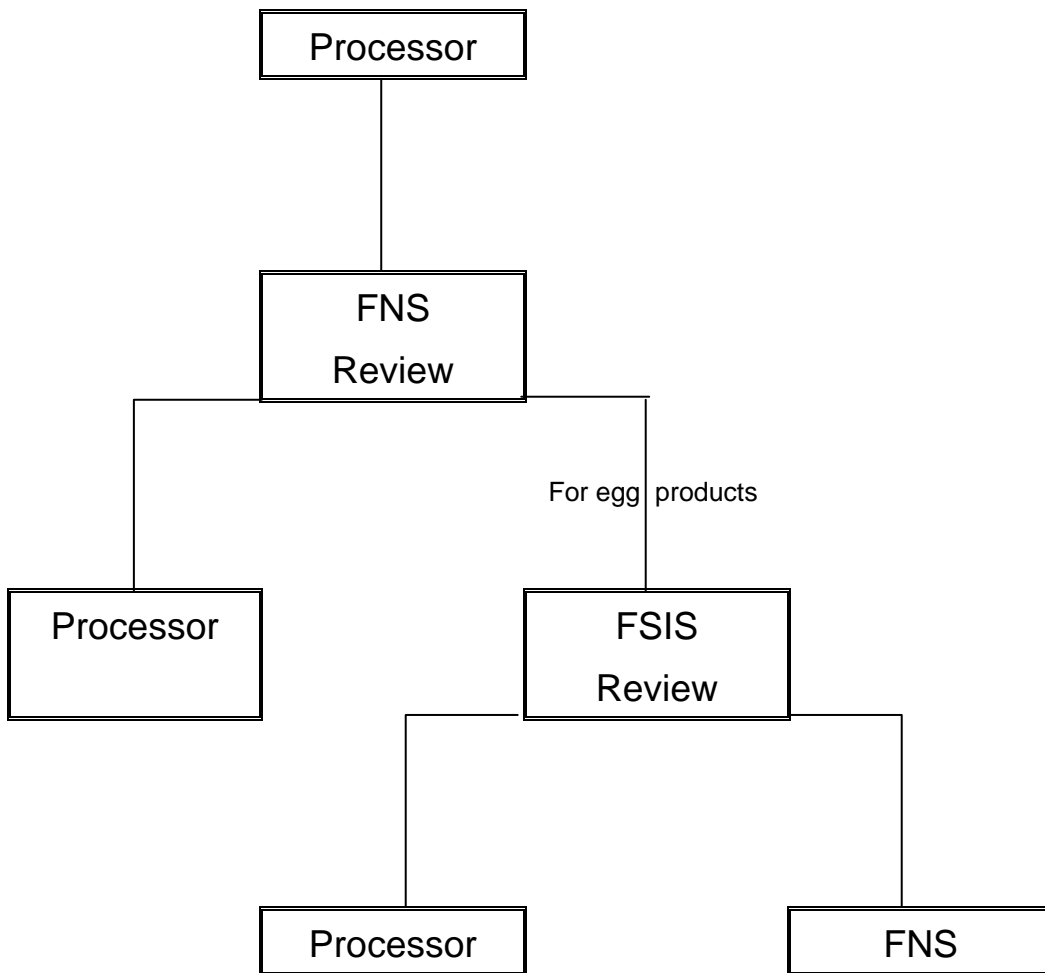 Processor
FNS
Review
For egg products
Processor
FSIS
Review
Processor
FNS